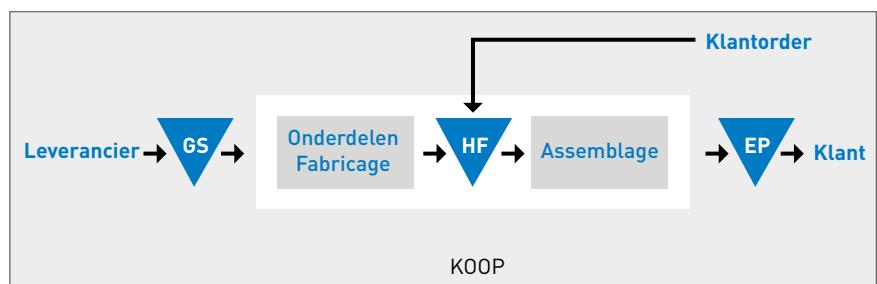 Klantorder
Leverancier
GS
Onderdelen
Fabricage
HF
Assemblage
EP
Klant
KOOP